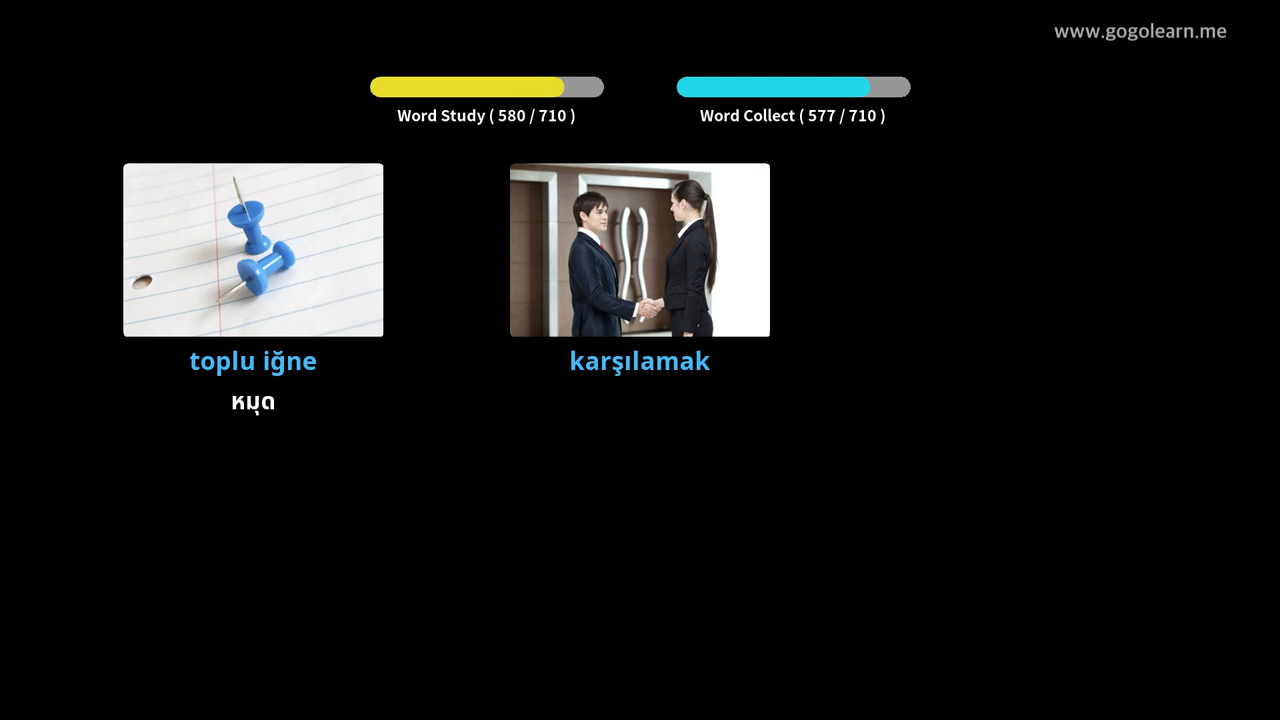 www.gogolearn.me
Word Study ( 580 / 710 )
Word Collect ( 577 / 710 )
toplu iğne
karşılamak
หมุด